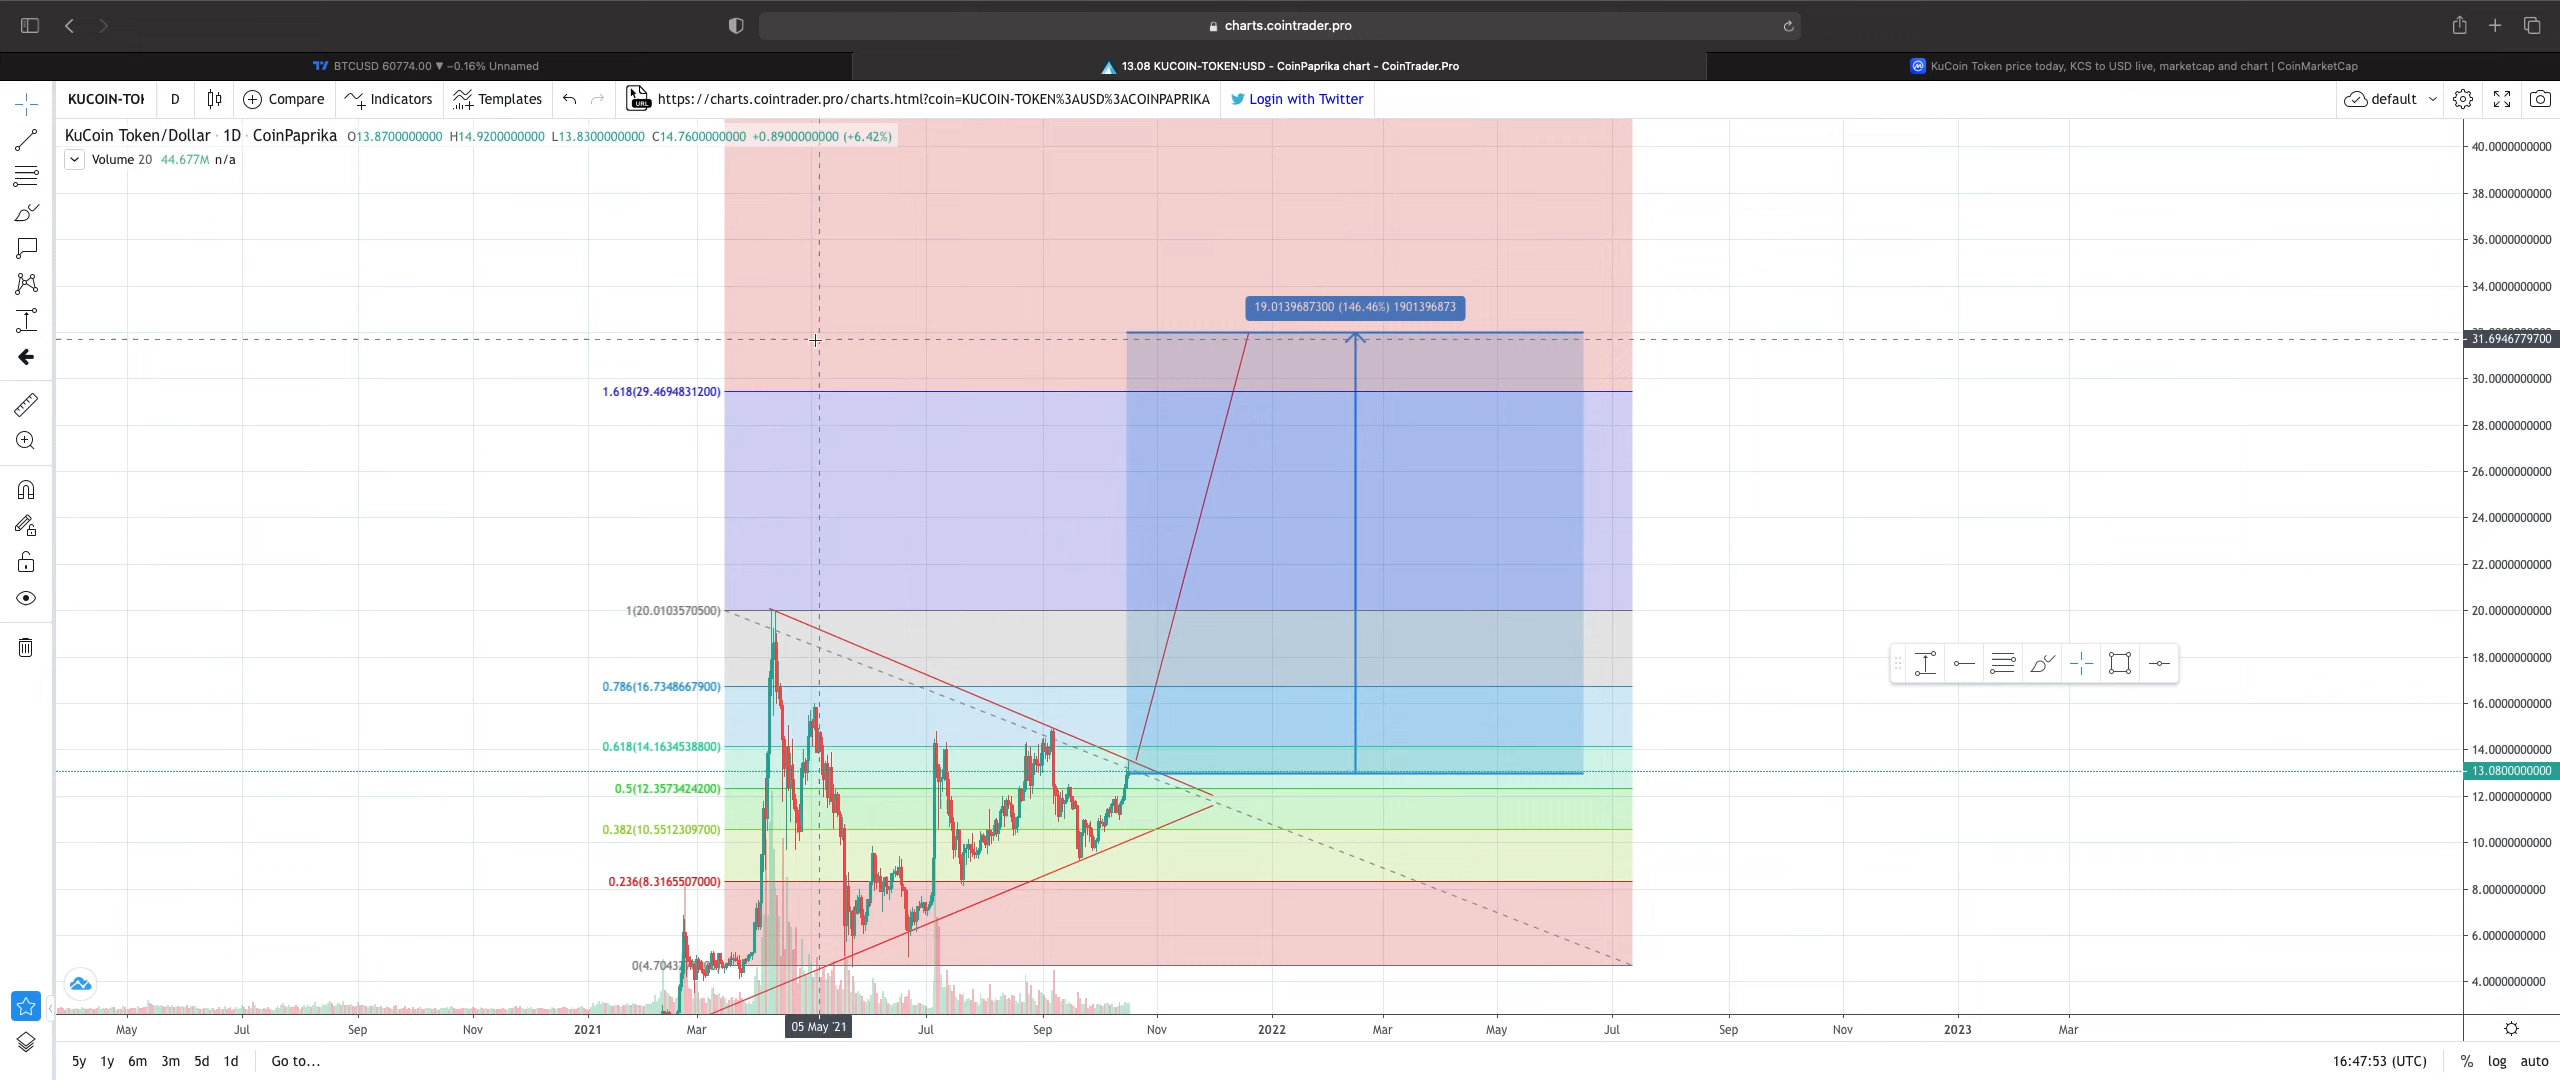 charts.cointrader.pro
BTCUSD 60774.00 ▼ −0.16% Unnamed
13.08 KUCOIN-TOKEN:USD - CoinPaprika chart - CoinTrader.Pro
KuCoin Token price today, KCS to USD live, marketcap and chart | CoinMarketCap
KUCOIN-TOK D Compare Indicators Templates URL https://charts.cointrader.pro/charts.html?coin=KUCOIN-TOKEN%3AUSD%3ACOINPAPRIKA Login with Twitter default
KuCoin Token/Dollar · 1D · CoinPaprika O13.8700000000 H14.9200000000 L13.8300000000 C14.7600000000 +0.8900000000 (+6.42%)
Volume 20 44.677M n/a
40.0000000000
38.0000000000
36.0000000000
34.0000000000
19.0139687300 (146.46%) 1901396873
31.6946779700
30.0000000000
1.618(29.4694831200)
28.0000000000
26.0000000000
24.0000000000
22.0000000000
1(20.0103570500)
20.0000000000
18.0000000000
0.786(16.7348667900)
16.0000000000
0.618(14.1634538800)
14.0000000000
13.0800000000
0.5(12.3573424200)
12.0000000000
0.382(10.5512309700)
10.0000000000
0.236(8.3165507000)
8.0000000000
6.0000000000
0(4.7043
4.0000000000
May Jul Sep Nov 2021 Mar 05 May '21 Jul Sep Nov 2022 Mar May Jul Sep Nov 2023 Mar
5y 1y 6m 3m 5d 1d Go to... 16:47:53 (UTC) % log auto